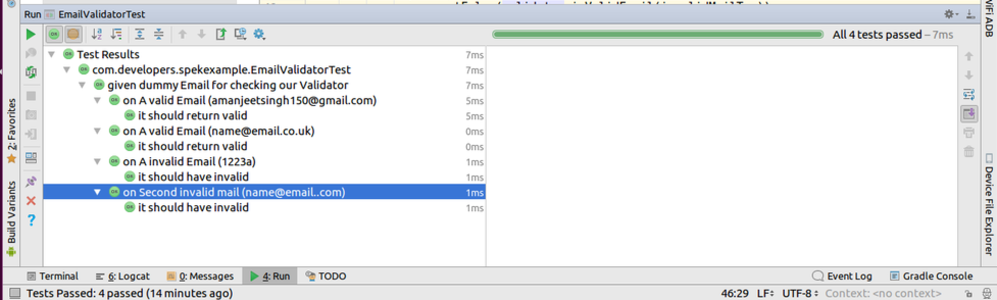 Run EmailValidatorTest
All 4 tests passed – 7ms
Test Results 7ms
com.developers.spekexample.EmailValidatorTest 7ms
given dummy Email for checking our Validator 7ms
on A valid Email (amanjeetsingh150@gmail.com) 5ms
it should return valid 5ms
on A valid Email (name@email.co.uk) 0ms
it should return valid 0ms
on A invalid Email (1223a) 1ms
it should have invalid 1ms
on Second invalid mail (name@email..com) 1ms
it should have invalid 1ms
2: Favorites
Build Variants
WiFi ADB
Device File Explorer
Terminal 6: Logcat 0: Messages 4: Run TODO Event Log Gradle Console
Tests Passed: 4 passed (14 minutes ago) 46:29 LF UTF-8 Context: <no context>